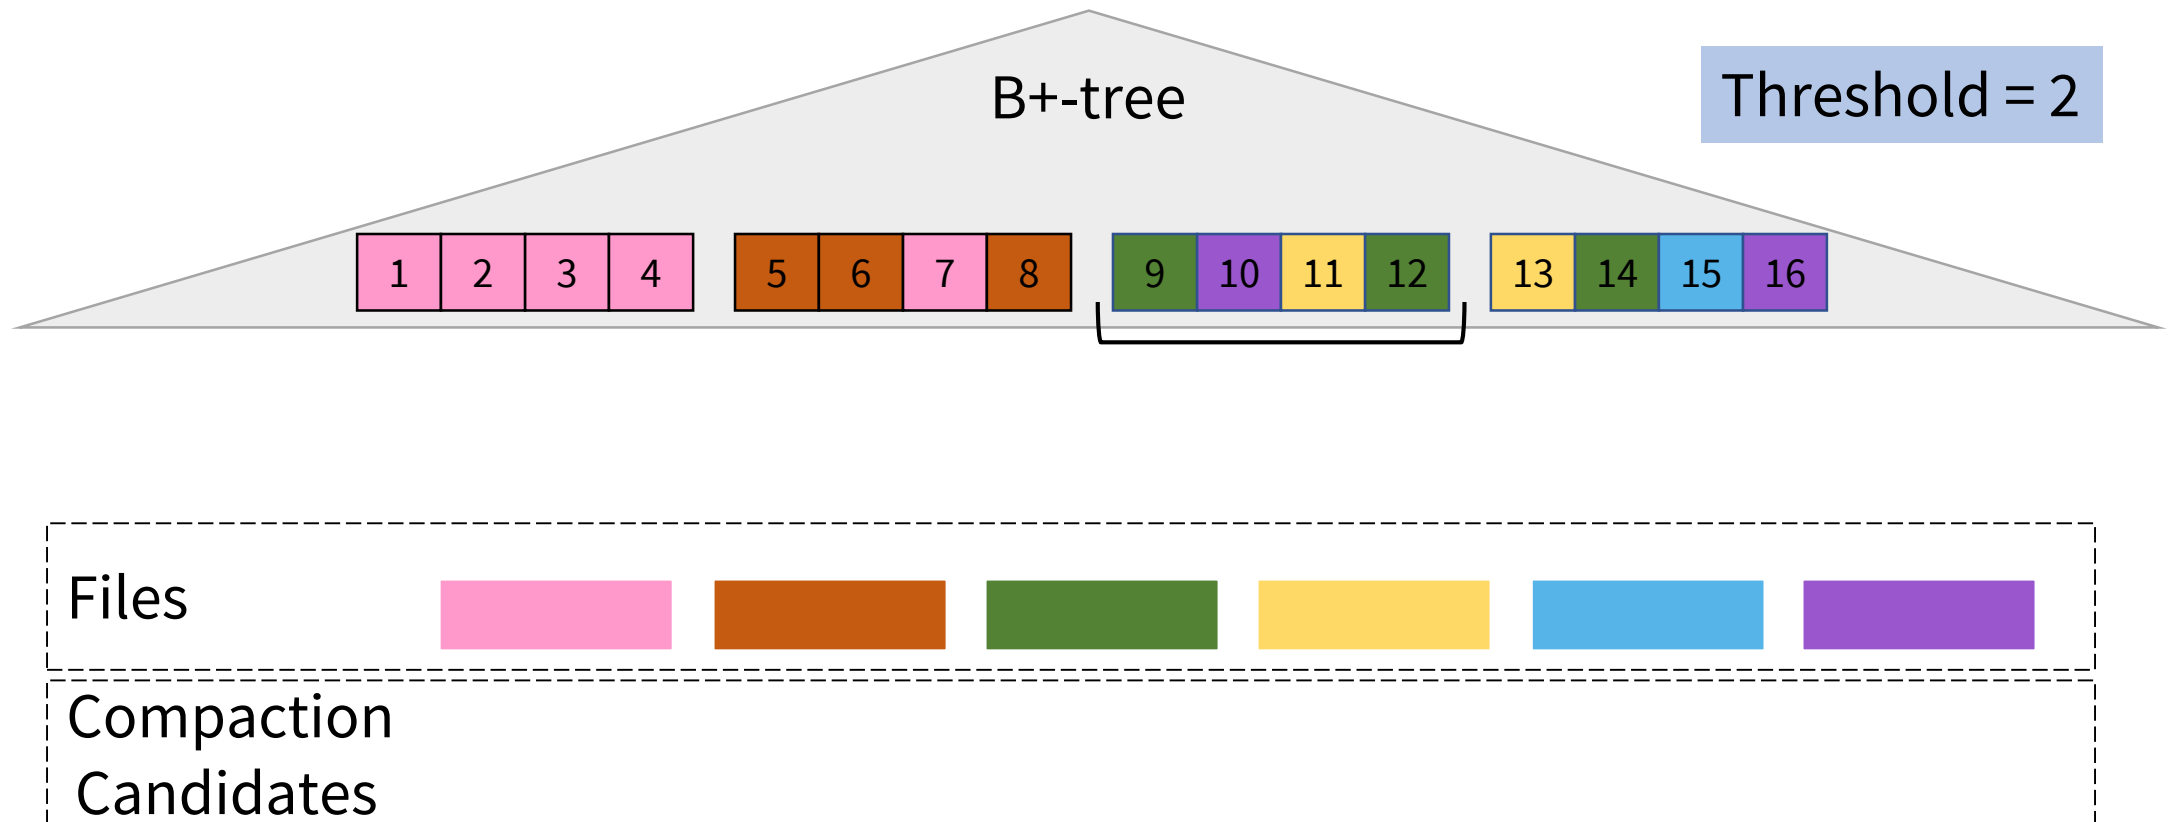 B+-tree
Threshold = 2
1 2 3 4 5 6 7 8 9 10 11 12 13 14 15 16
Files
Compaction
Candidates